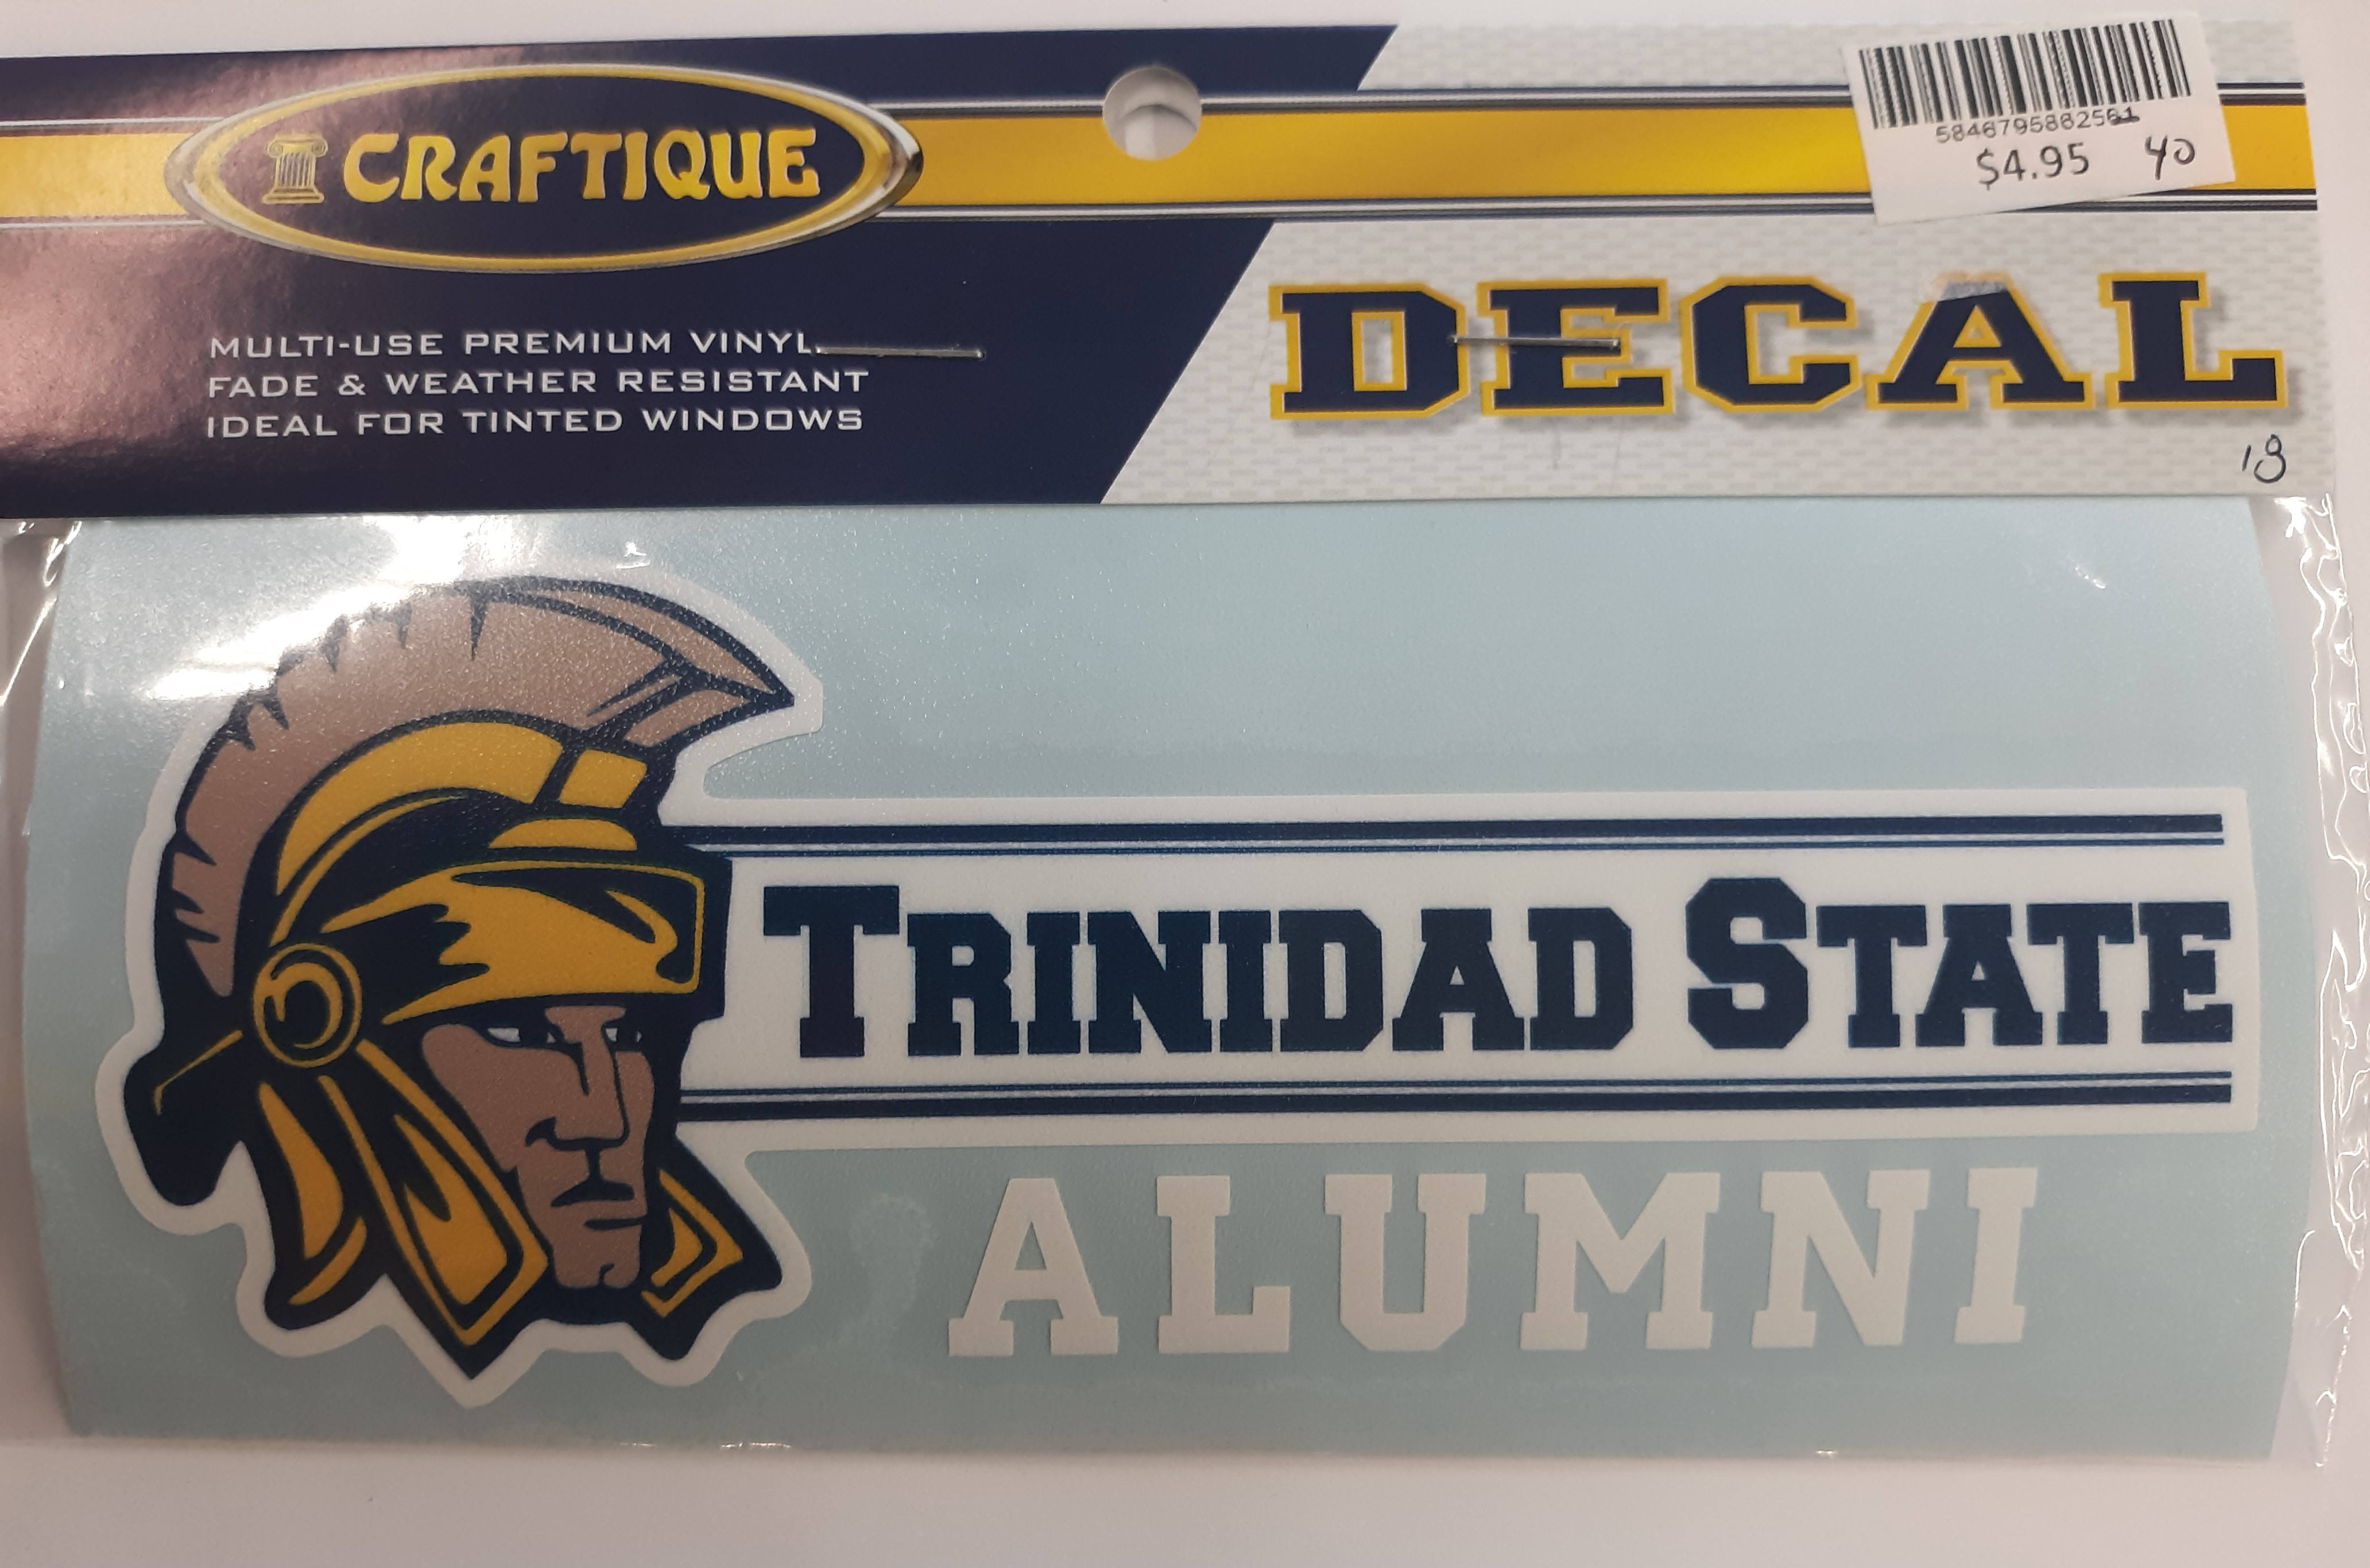 CRAFTIQUE
MULTI-USE PREMIUM VINYL
FADE & WEATHER RESISTANT
IDEAL FOR TINTED WINDOWS
$4.95 40
DECAL
18
TRINIDAD STATE
ALUMNI